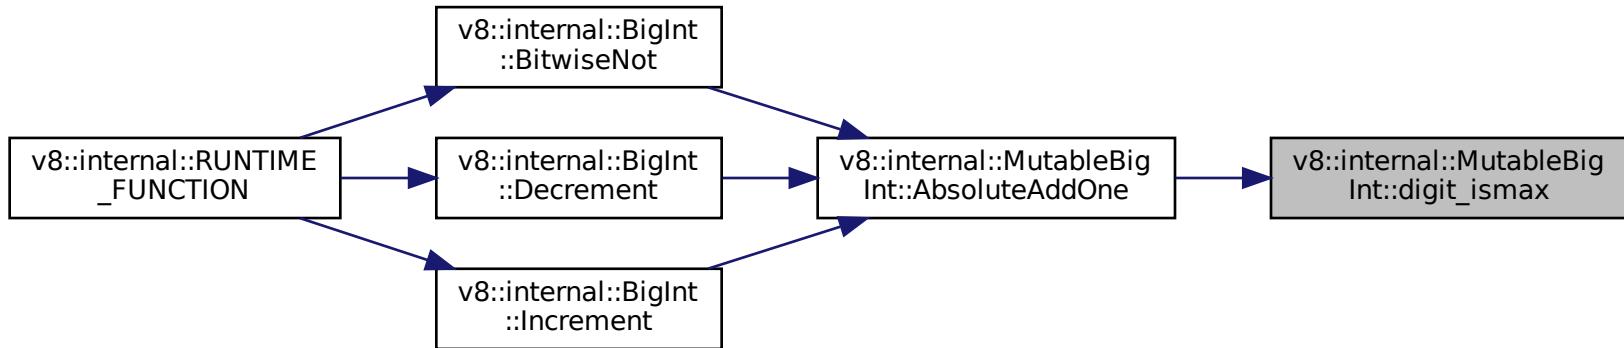 v8::internal::BigInt
::BitwiseNot
v8::internal::RUNTIME
_FUNCTION
v8::internal::BigInt
::Decrement
v8::internal::MutableBig
Int::AbsoluteAddOne
v8::internal::MutableBig
Int::digit_ismax
v8::internal::BigInt
::Increment